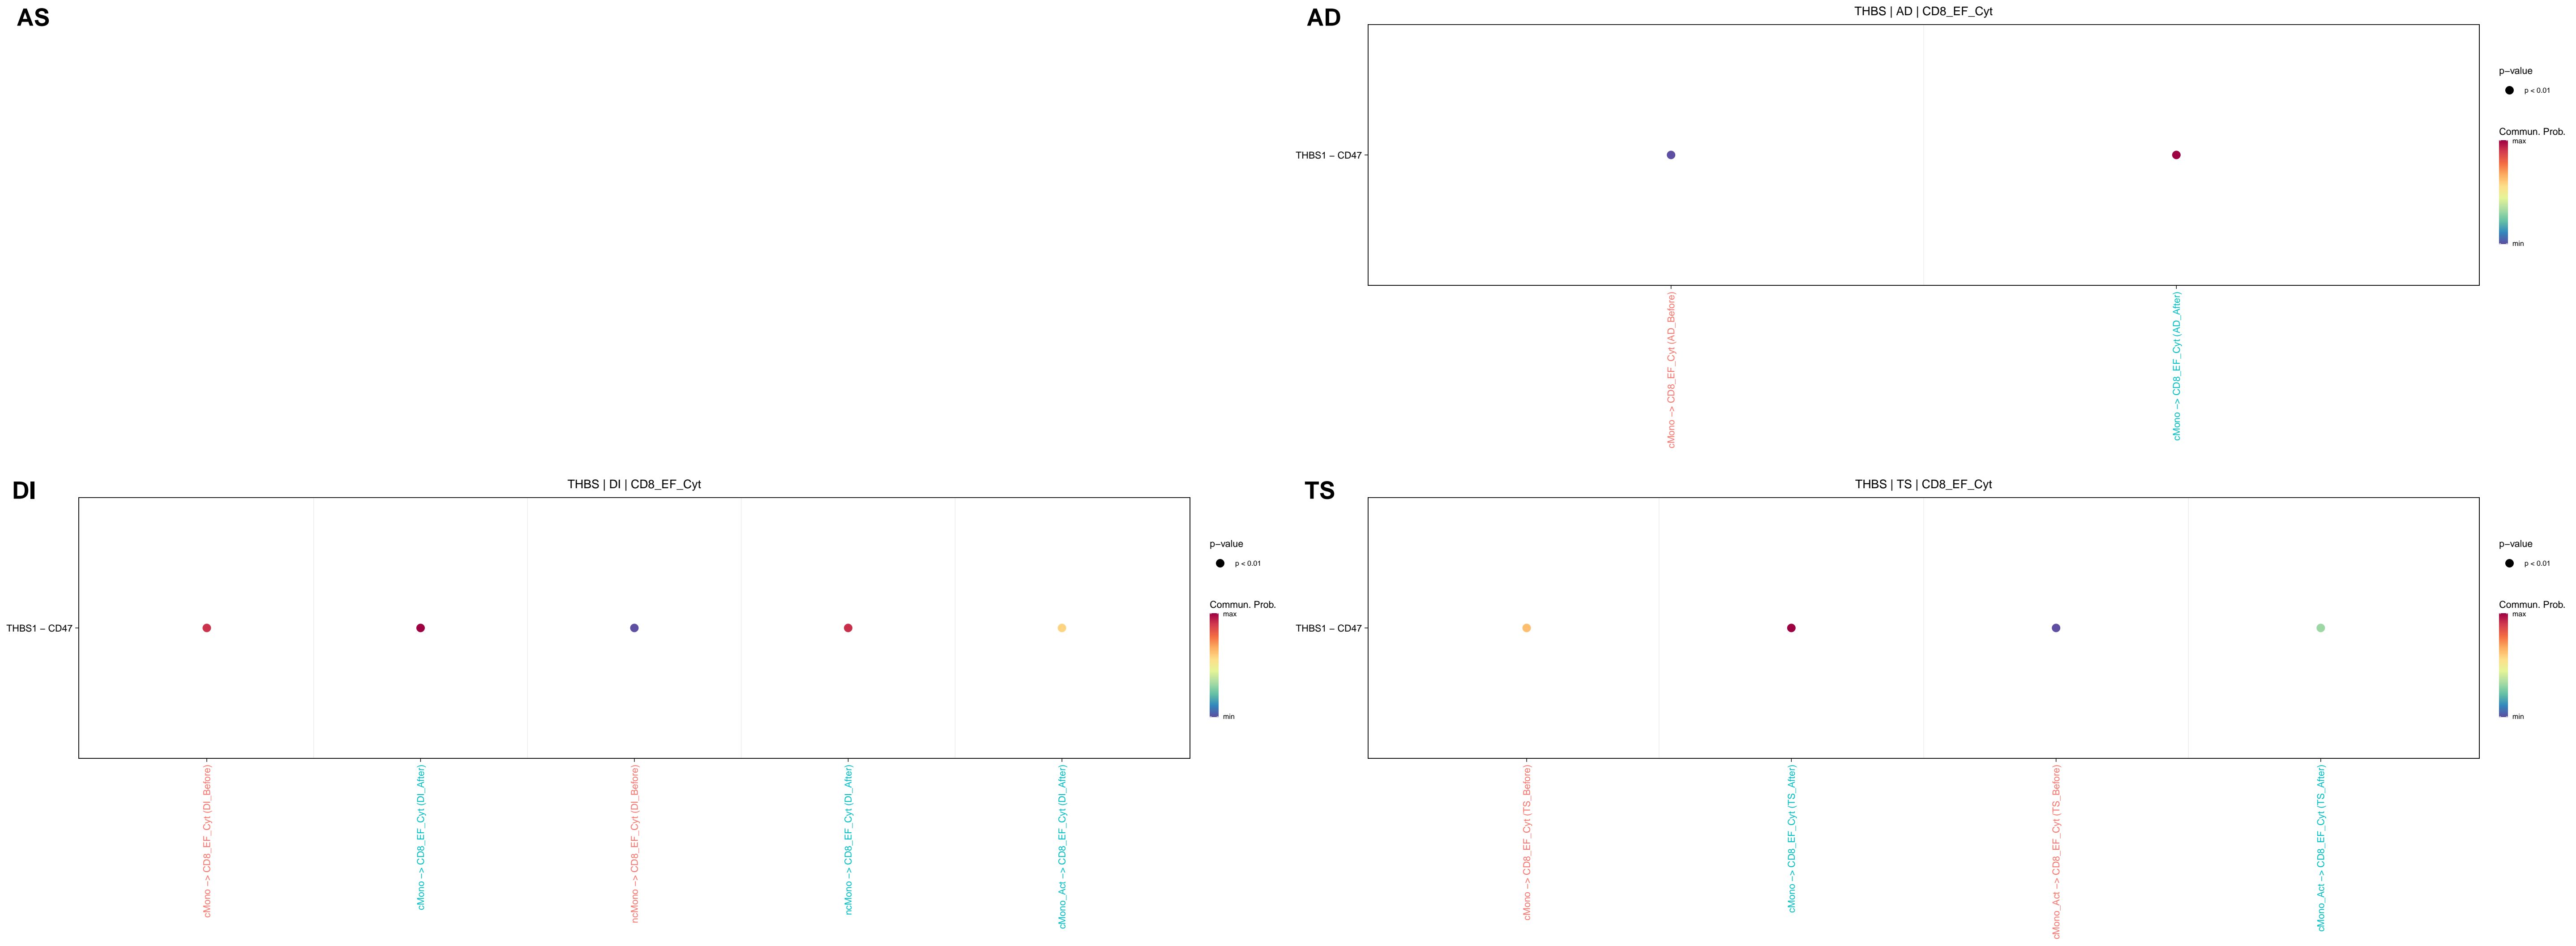 AS
AD
THBS | AD | CD8_EF_Cyt
THBS1 − CD47
cMono −> CD8_EF_Cyt (AD_Before)
cMono −> CD8_EF_Cyt (AD_After)
p−value
p < 0.01
Commun. Prob.
max
min
DI
THBS | DI | CD8_EF_Cyt
THBS1 − CD47
cMono −> CD8_EF_Cyt (DI_Before)
cMono −> CD8_EF_Cyt (DI_After)
ncMono −> CD8_EF_Cyt (DI_Before)
ncMono −> CD8_EF_Cyt (DI_After)
cMono_Act −> CD8_EF_Cyt (DI_After)
p−value
p < 0.01
Commun. Prob.
max
min
TS
THBS | TS | CD8_EF_Cyt
THBS1 − CD47
cMono −> CD8_EF_Cyt (TS_Before)
cMono −> CD8_EF_Cyt (TS_After)
cMono_Act −> CD8_EF_Cyt (TS_Before)
cMono_Act −> CD8_EF_Cyt (TS_After)
p−value
p < 0.01
Commun. Prob.
max
min